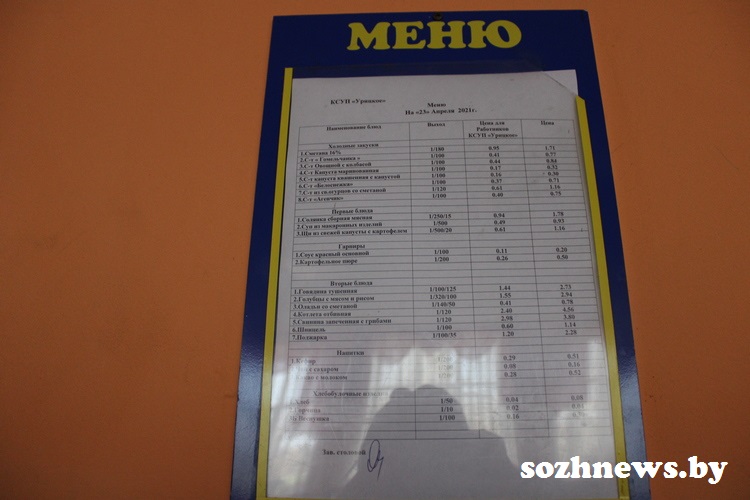 МЕНЮ
КСУП «Урицкое»
Меню
На «23» Апреля 2021г.
Наименование блюд Выход Цена для Работников КСУП «Урицкое» Цена
Холодные закуски
1.Сметана 16% 1/100 0.95 1.71
2.С-т « Гомельчанка » 1/100 0.41 0.77
3.С-т Овощной с колбасой 1/100 0.44 0.84
4.С-т Капуста маринованная 1/100 0.17 0.32
5.С-т капуста квашенная с капустой 1/100 0.16 0.30
6.С-т 1/100 0.37 0.71
7.С-т из со сметаной 1/120 0.61 1.16
8.С-т 1/100 0.40 0.75
Первые блюда
1.Солянка сборная мясная 1/250/15 0.94 1.78
2.Суп из макаронных изделий 1/500 0.49 0.93
3.Щи из свежей капусты с картофелем 1/500/20 0.61 1.16
Гарниры
1.Соус красный основной 1/100 0.11 0.20
2.Картофельное пюре 1/200 0.26 0.50
Вторые блюда
1.Говядина тушенная 1/100/125 1.44 2.73
2.Голубцы с мясом и рисом 1/320/100 1.55 2.94
3.Оладьи со сметаной 1/140/50 0.41 0.78
4.Котлета отбивная 1/120 2.40 4.56
5.Свинина запеченная с грибами 1/120 2.98 3.80
6.Шницель 1/100 0.60 1.14
7.Поджарка 1/100/35 1.20 2.28
Напитки
0.29 0.51
с сахаром 0.08 0.16
с молоком 0.28 0.52
Хлебобулочные изделия
Хлеб 1/50 0.04 0.08
Горчица 1/10 0.02
1/100 0.16
Зав. столовой
sozhnews.by